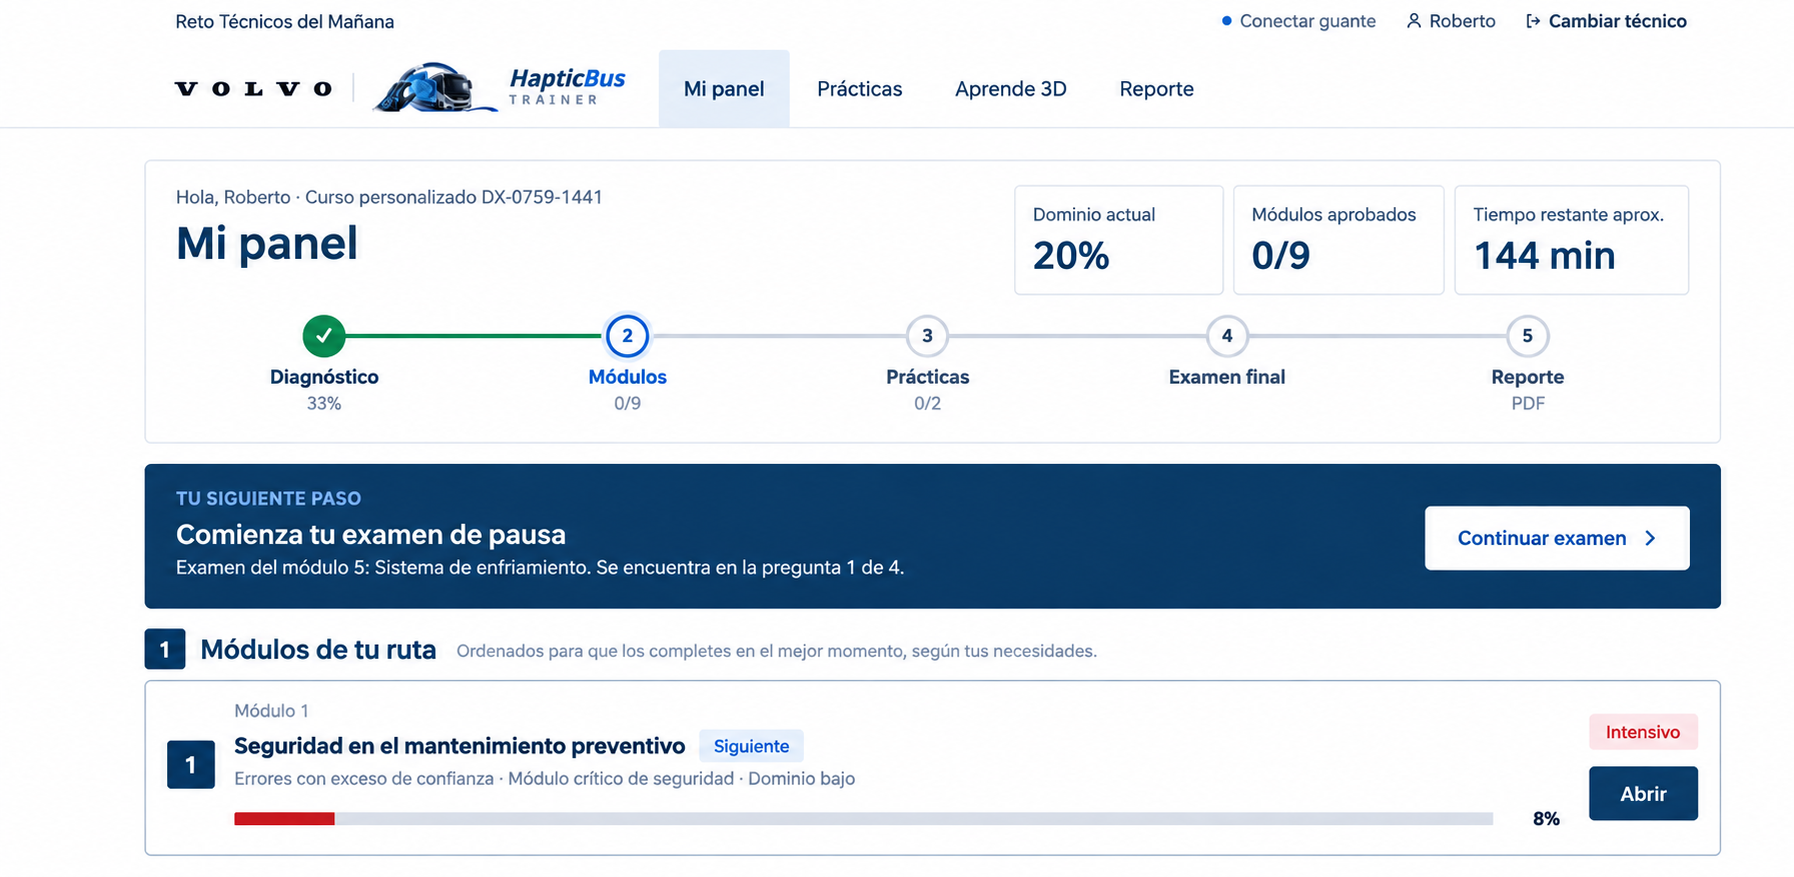 Reto Técnicos del Mañana
Conectar guante
Roberto
Cambiar técnico
VOLVO
HapticBus
TRAINER
Mi panel
Prácticas
Aprende 3D
Reporte
Hola, Roberto · Curso personalizado DX-0759-1441
Mi panel
Dominio actual
20%
Módulos aprobados
0/9
Tiempo restante aprox.
144 min
2
3
4
5
Diagnóstico
Módulos
Prácticas
Examen final
Reporte
33%
0/9
0/2
PDF
TU SIGUIENTE PASO
Comienza tu examen de pausa
Examen del módulo 5: Sistema de enfriamiento. Se encuentra en la pregunta 1 de 4.
Continuar examen
1
Módulos de tu ruta
Ordenados para que los completes en el mejor momento, según tus necesidades.
Módulo 1
1
Seguridad en el mantenimiento preventivo
Siguiente
Errores con exceso de confianza · Módulo crítico de seguridad · Dominio bajo
8%
Intensivo
Abrir